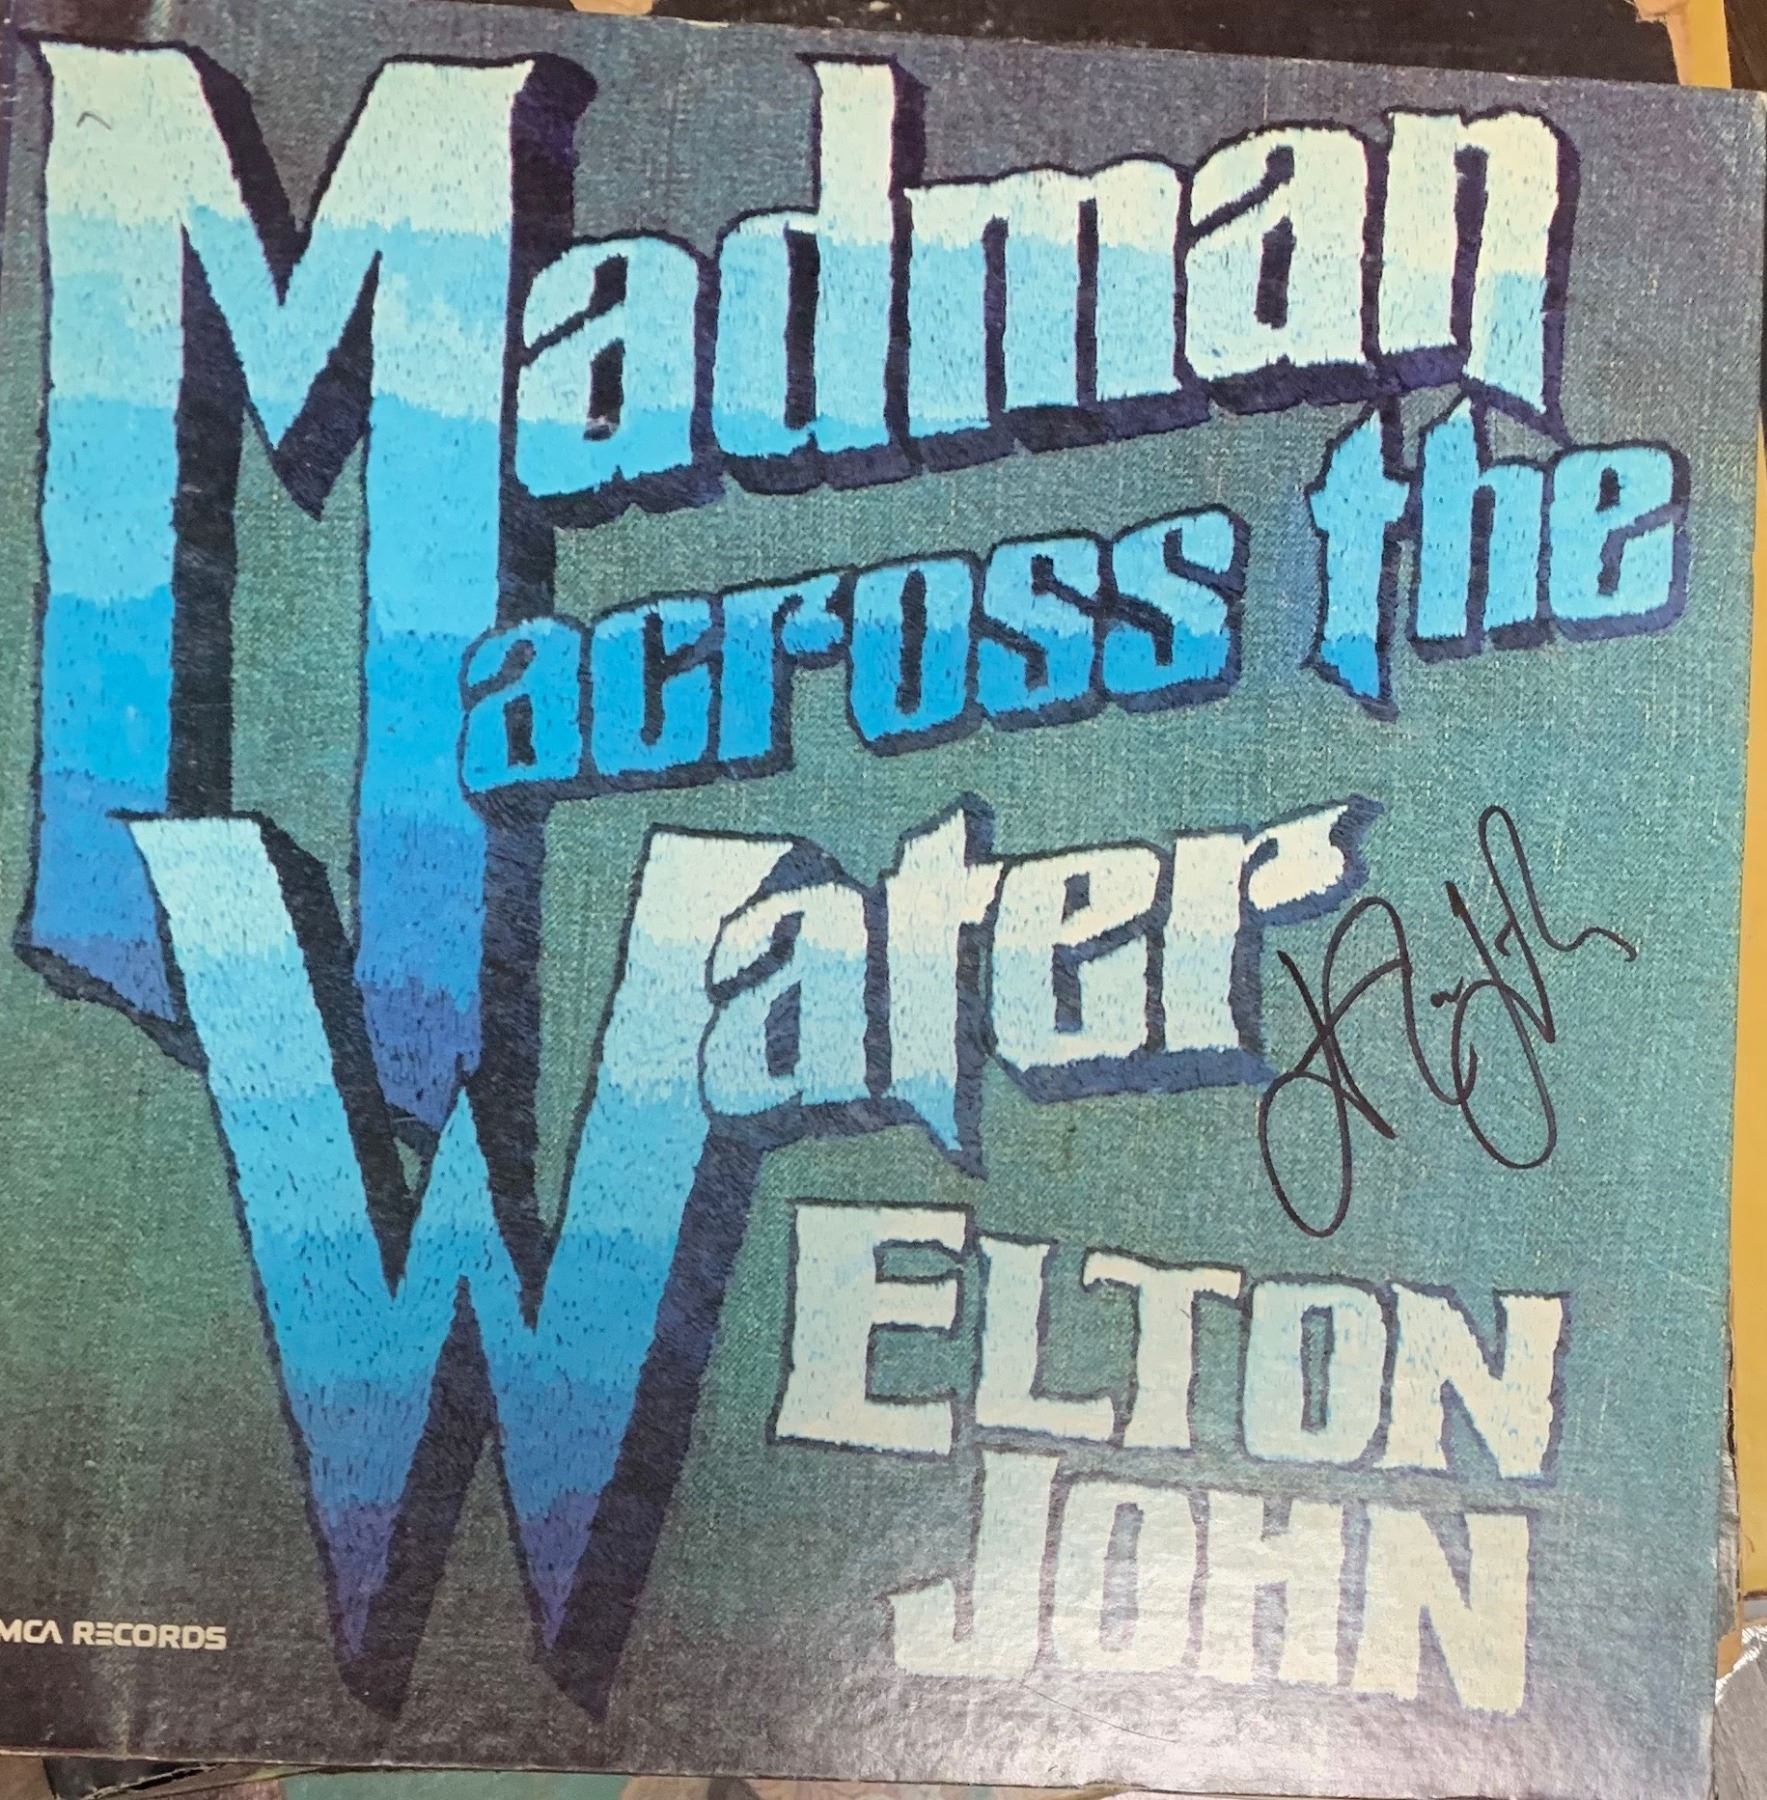 Madman
across the
Water
ELTON
JOHN
MCA RECORDS